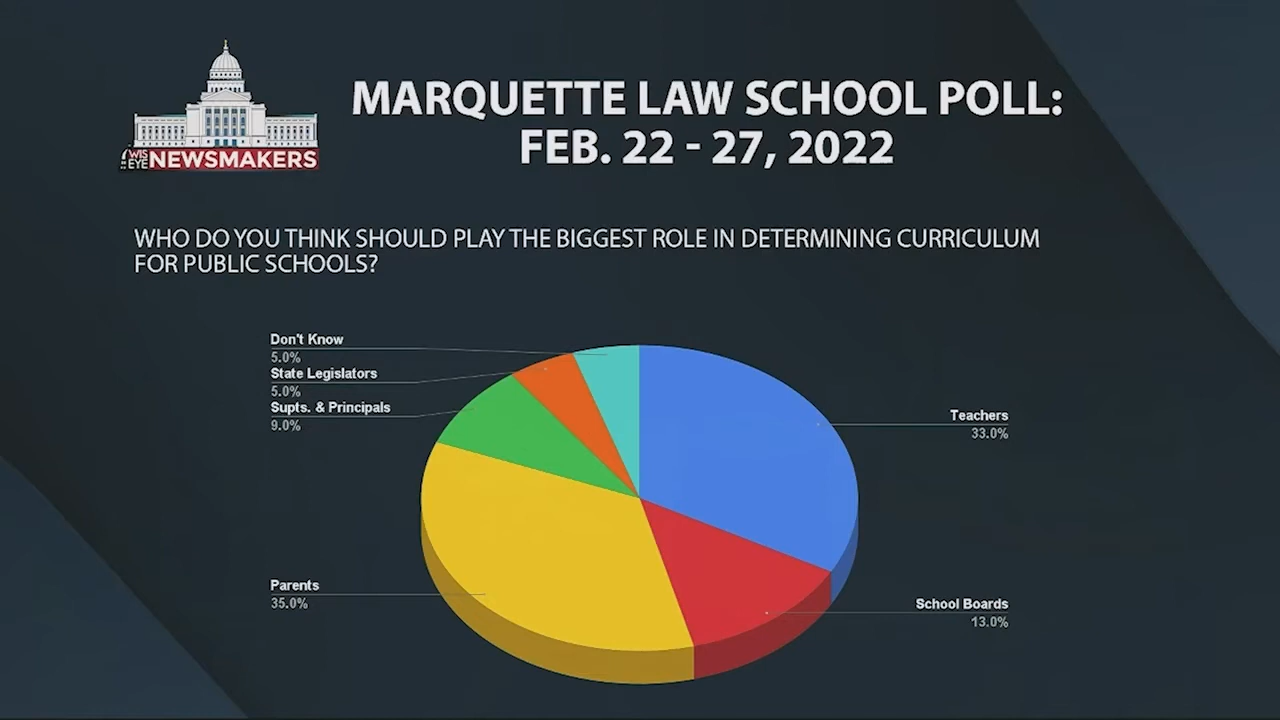 MARQUETTE LAW SCHOOL POLL:
FEB. 22 - 27, 2022
WIS
EYE NEWSMAKERS
WHO DO YOU THINK SHOULD PLAY THE BIGGEST ROLE IN DETERMINING CURRICULUM
FOR PUBLIC SCHOOLS?
Don't Know
5.0%
State Legislators
5.0%
Supts. & Principals
9.0%
Teachers
33.0%
Parents
35.0%
School Boards
13.0%